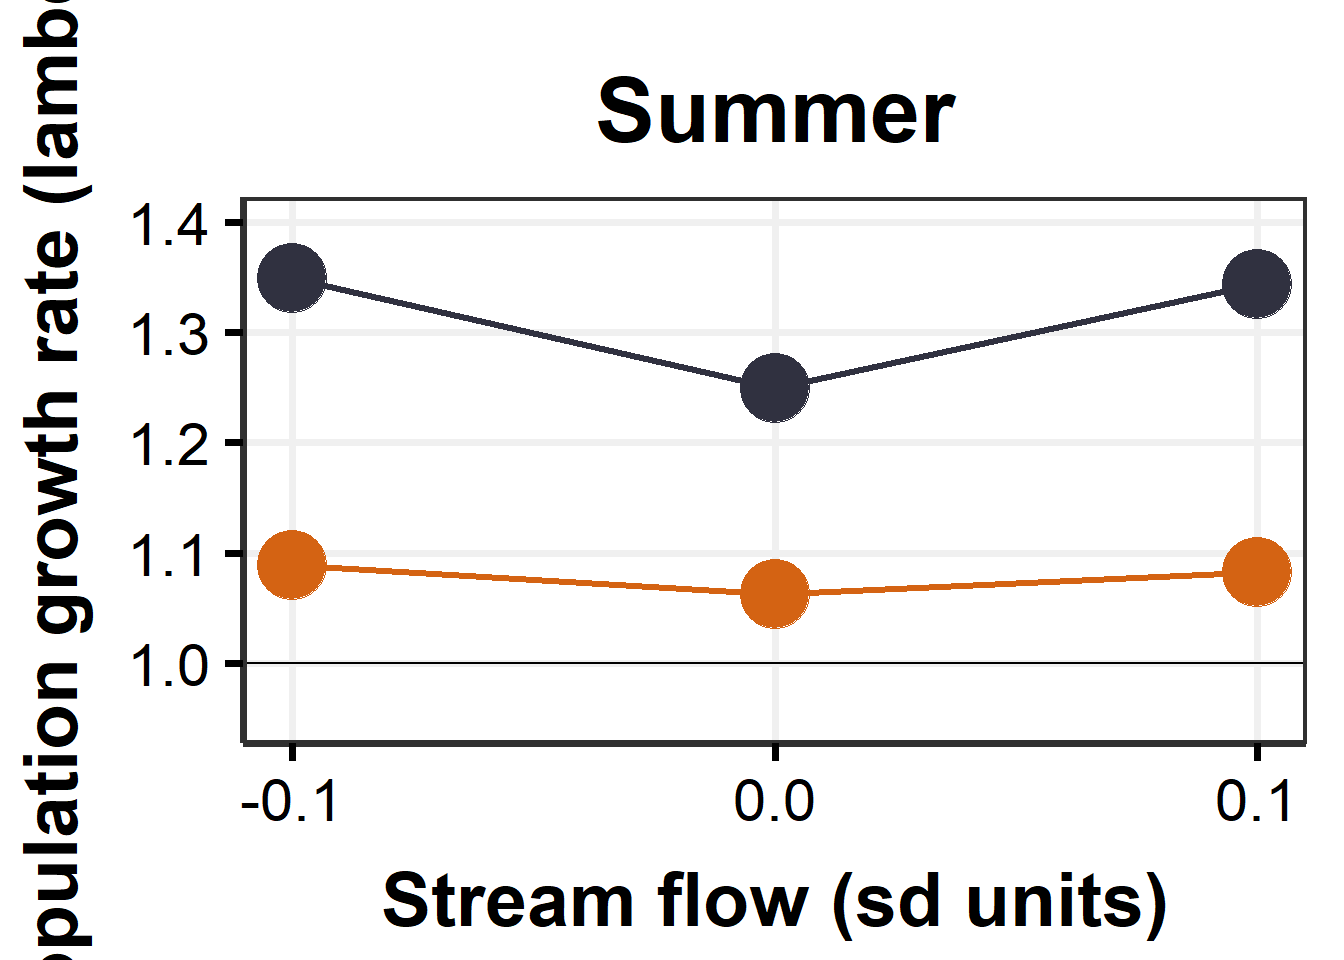 Summer
population growth rate (lamb
1.4
1.3
1.2
1.1
1.0
-0.1 0.0 0.1
Stream flow (sd units)